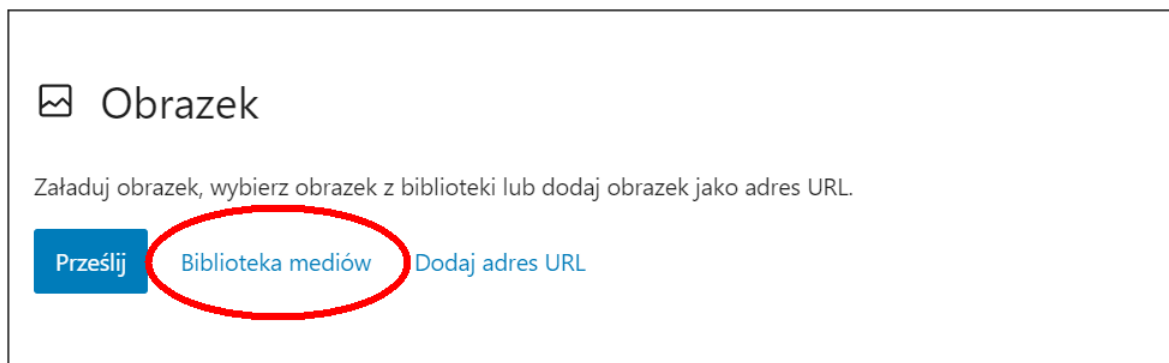 Obrazek
Załaduj obrazek, wybierz obrazek z biblioteki lub dodaj obrazek jako adres URL.
Prześlij Biblioteka mediów Dodaj adres URL